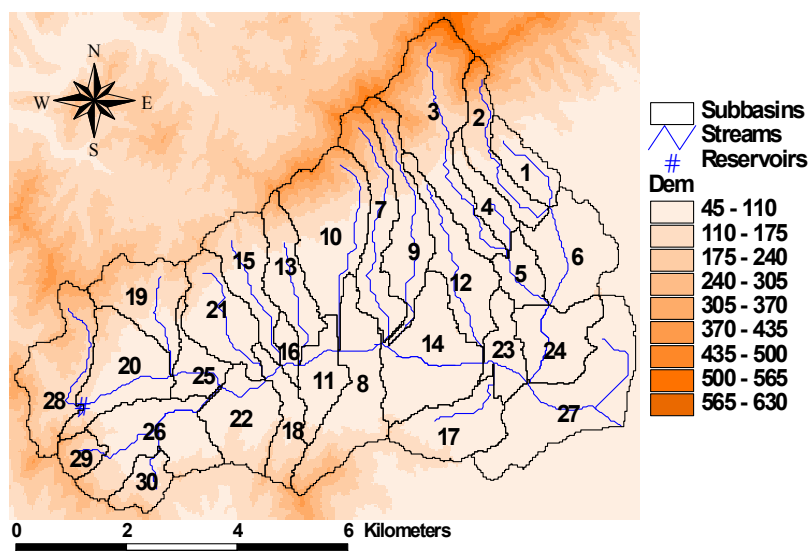 N
W E
S
3
2
1
7
4
10
9
6
15
13
5
19
12
21
16
14
23
24
20
25
11
8
28
27
26
22
18
17
29
30
Subbasins
Streams
# Reservoirs
Dem
45 - 110
110 - 175
175 - 240
240 - 305
305 - 370
370 - 435
435 - 500
500 - 565
565 - 630
0 2 4 6 Kilometers